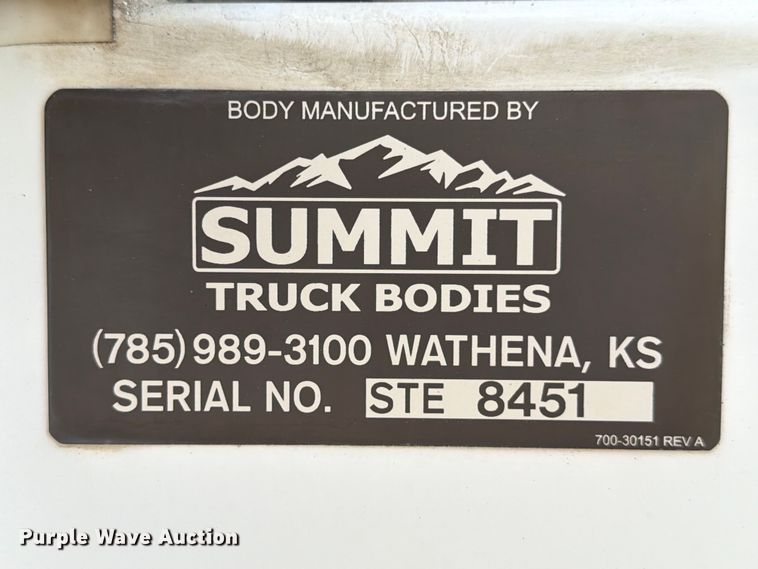 BODY MANUFACTURED BY
SUMMIT
TRUCK BODIES
(785) 989-3100 WATHENA, KS
SERIAL NO. STE 8451
700-30151 REV A
Purple Wave Auction